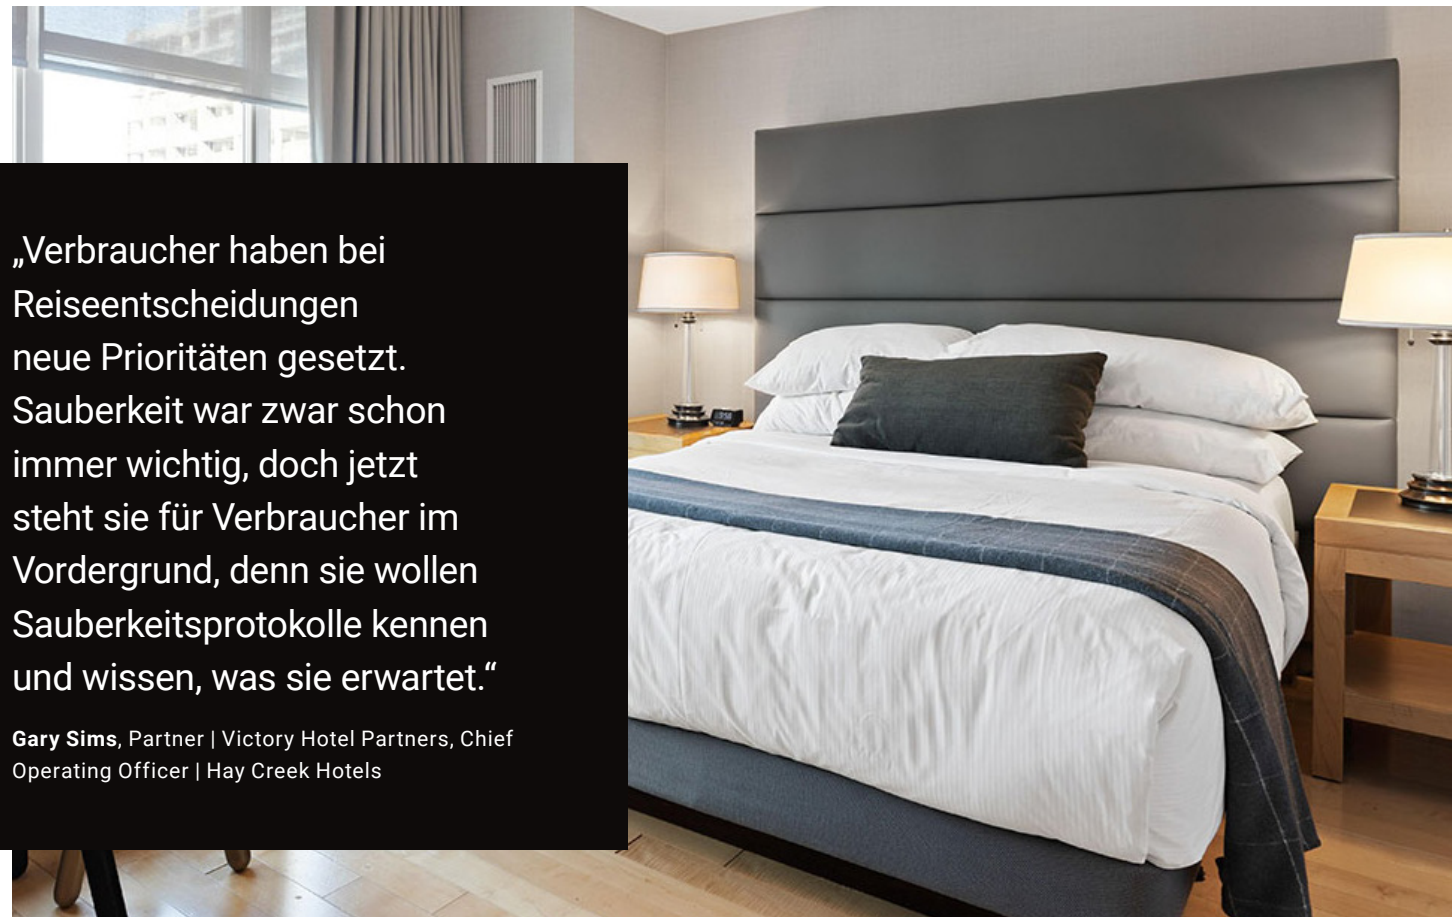 „Verbraucher haben bei
Reiseentscheidungen
neue Prioritäten gesetzt.
Sauberkeit war zwar schon
immer wichtig, doch jetzt
steht sie für Verbraucher im
Vordergrund, denn sie wollen
Sauberkeitsprotokolle kennen
und wissen, was sie erwartet.“
Gary Sims, Partner | Victory Hotel Partners, Chief
Operating Officer | Hay Creek Hotels